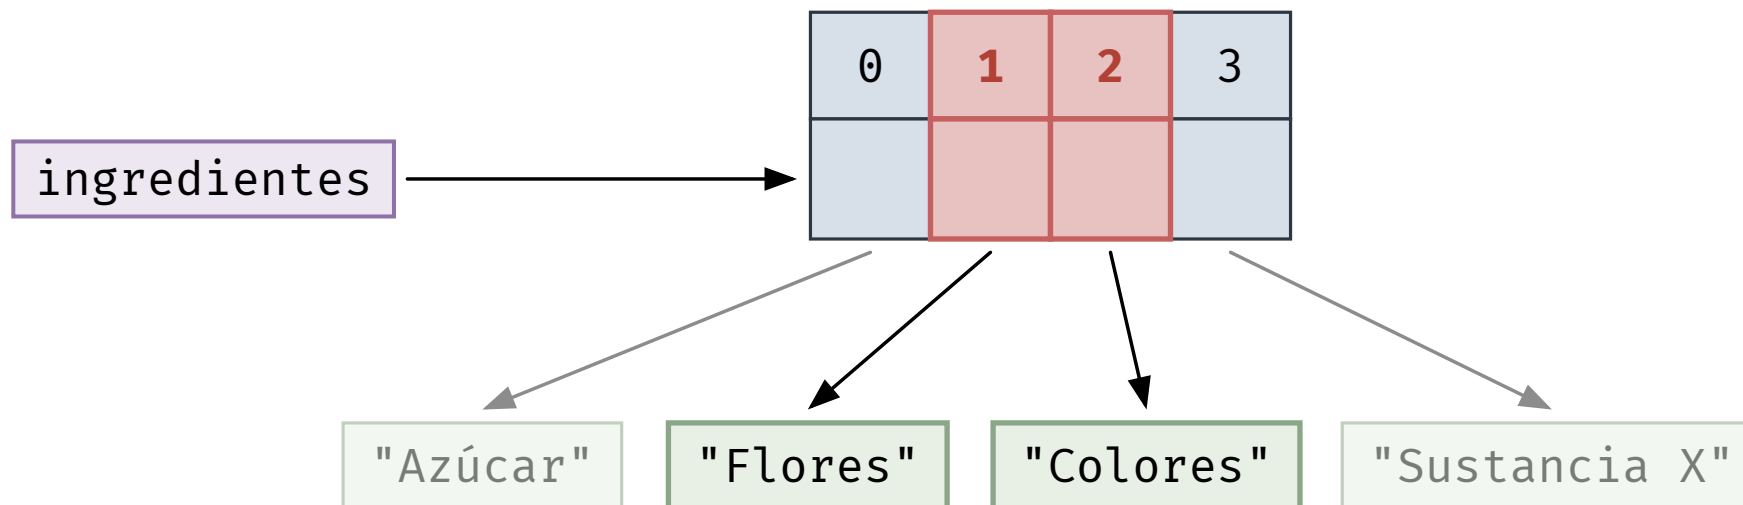 0 1 2 3
ingredientes
"Azúcar" "Flores" "Colores" "Sustancia X"